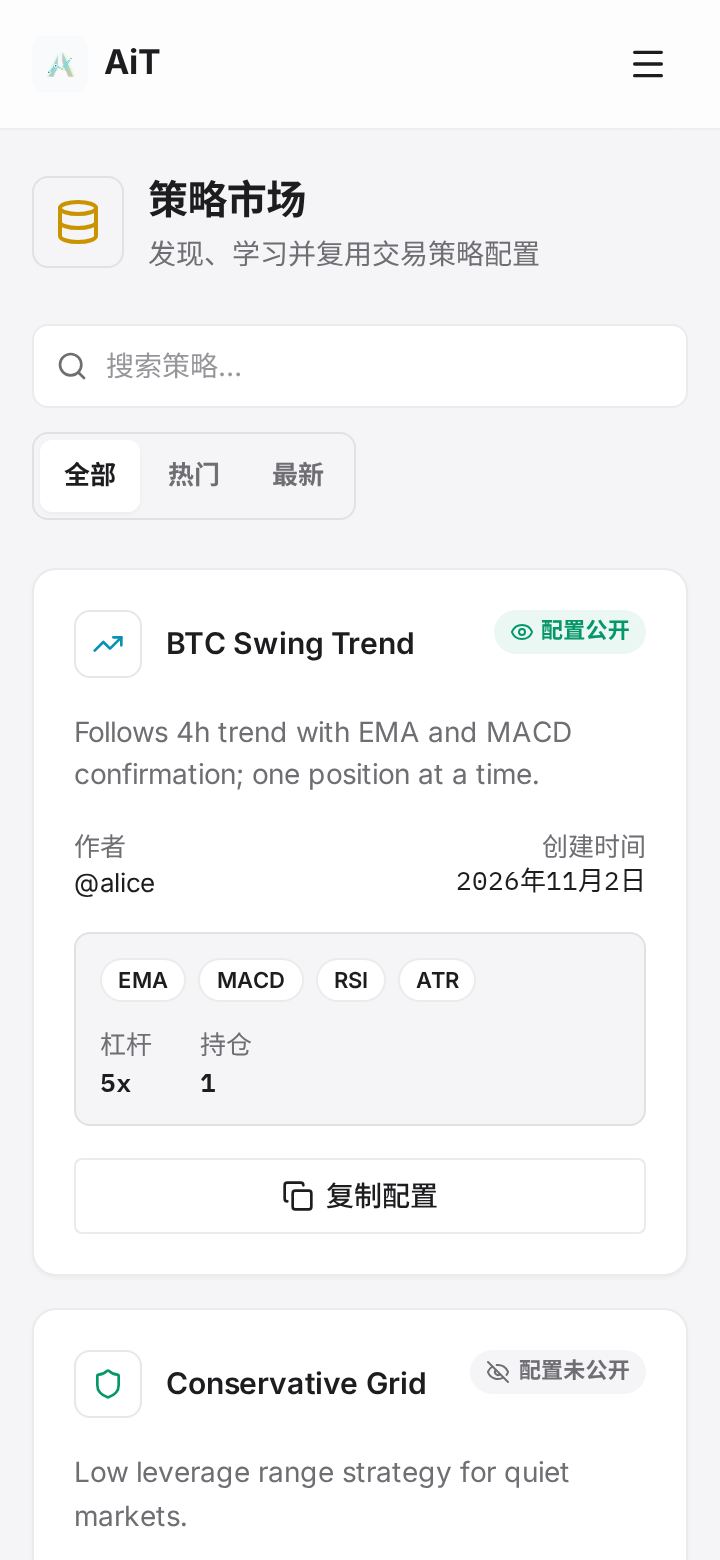 AiT
策略市场
发现、学习并复用交易策略配置
搜索策略...
全部 热门 最新
BTC Swing Trend
配置公开
Follows 4h trend with EMA and MACD
confirmation; one position at a time.
作者 创建时间
@alice 2026年11月2日
EMA MACD RSI ATR
杠杆 持仓
5x 1
复制配置
Conservative Grid
配置未公开
Low leverage range strategy for quiet
markets.